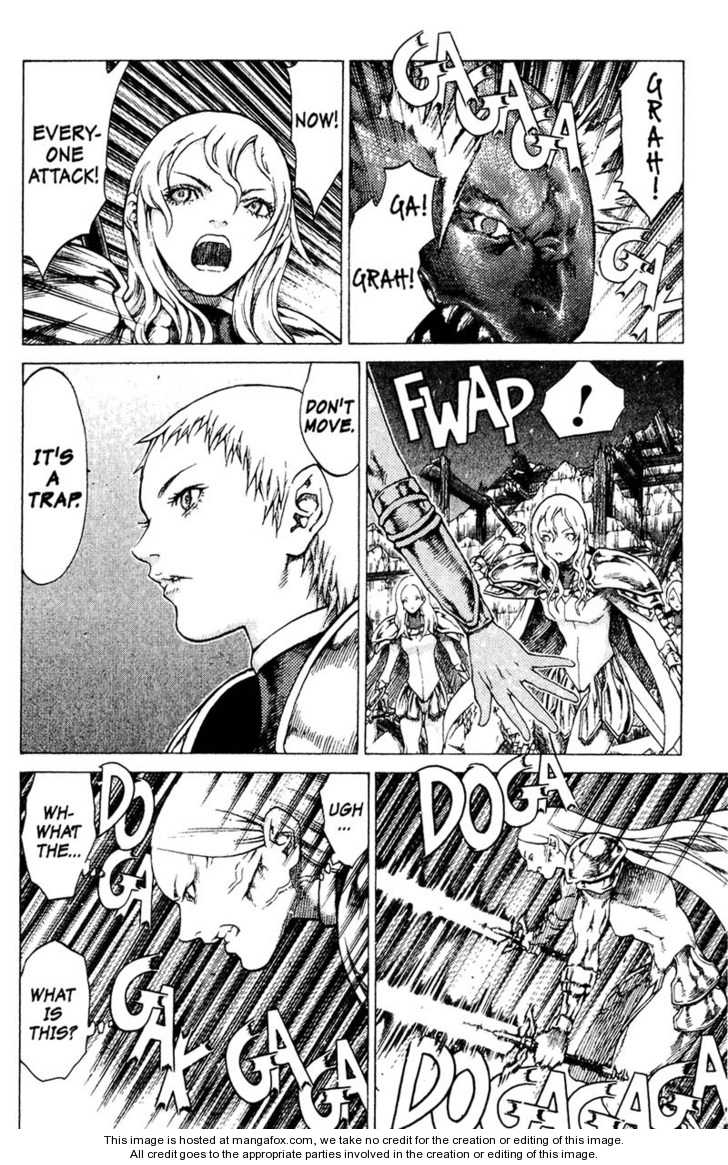 GRAH!
GA GA GA GA
GA!
GRAH!
GAK
NOW!
EVERY-
ONE
ATTACK!
FWAP
!
DON'T
MOVE.
IT'S
A
TRAP.
DOGA
DOGAGAGAGA
UGH
...
WH-
WHAT
THE...
DOGA
GAK
GAGA
WHAT
IS
THIS?
This image is hosted at mangafox.com, we take no credit for the creation or editing of this image.
All credit goes to the appropriate parties involved in the creation or editing of this image.